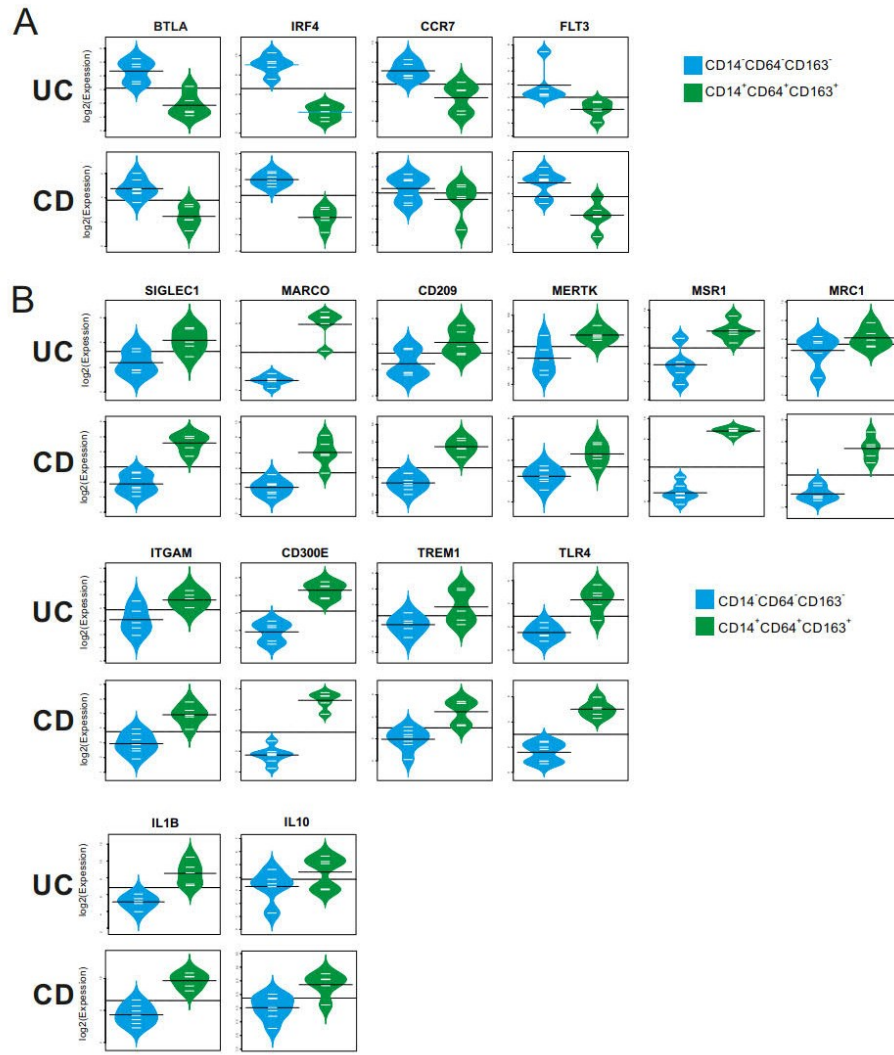 A
BTLA IRF4 CCR7 FLT3
UC
log2(Expression)
CD14-CD64-CD163-
CD14+CD64+CD163+
CD
log2(Expression)
B
SIGLEC1 MARCO CD209 MERTK MSR1 MRC1
UC
log2(Expression)
CD
log2(Expression)
ITGAM CD300E TREM1 TLR4
UC
log2(Expression)
CD14-CD64-CD163-
CD14+CD64+CD163+
CD
log2(Expression)
IL1B IL10
UC
log2(Expression)
CD
log2(Expression)